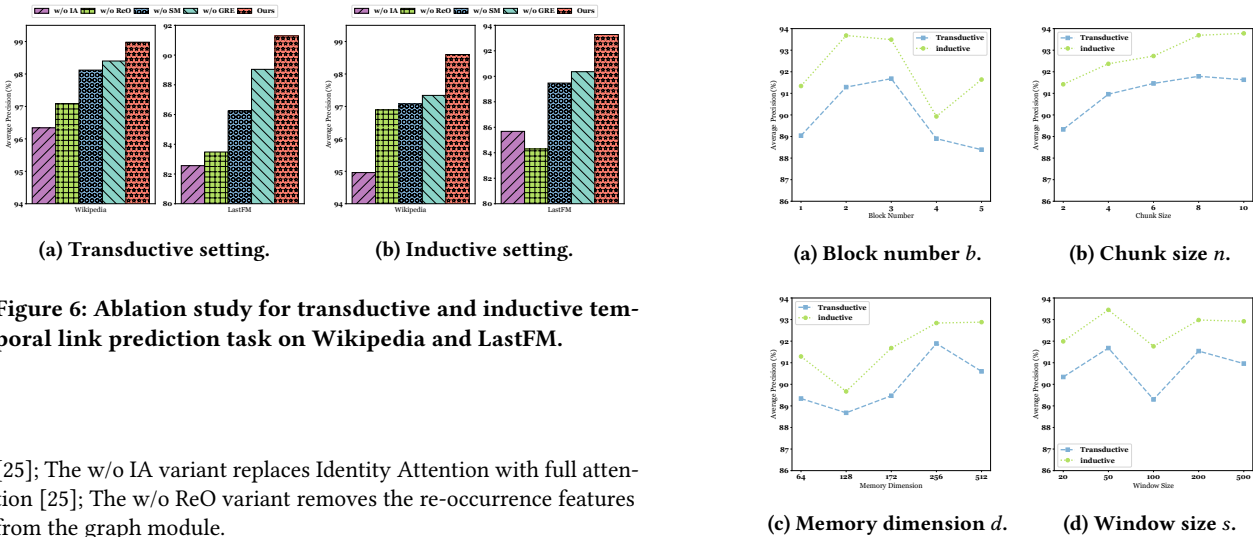 w/o IA w/o ReO w/o SM w/o GRE Ours
99
98
97
96
95
94
Average Precision (%)
Wikipedia
92
90
88
86
84
82
80
LastFM
w/o IA w/o ReO w/o SM w/o GRE Ours
99
98
97
96
95
94
Average Precision (%)
Wikipedia
94
92
90
88
86
84
82
80
LastFM
(a) Transductive setting.
(b) Inductive setting.
Figure 6: Ablation study for transductive and inductive tem-
poral link prediction task on Wikipedia and LastFM.
[25]; The w/o IA variant replaces Identity Attention with full atten-
tion [25]; The w/o ReO variant removes the re-occurrence features
from the graph module.
94
93
92
91
90
89
88
87
86
Average Precision (%)
Transductive
inductive
1 2 3 4 5
Block Number
(a) Block number b.
94
93
92
91
90
89
88
87
86
Average Precision (%)
Transductive
inductive
2 4 6 8 10
Chunk Size
(b) Chunk size n.
94
93
92
91
90
89
88
87
86
Average Precision (%)
Transductive
inductive
64 128 172 256 512
Memory Dimension
(c) Memory dimension d.
94
93
92
91
90
89
88
87
86
Average Precision (%)
Transductive
inductive
20 50 100 200 500
Window Size
(d) Window size s.